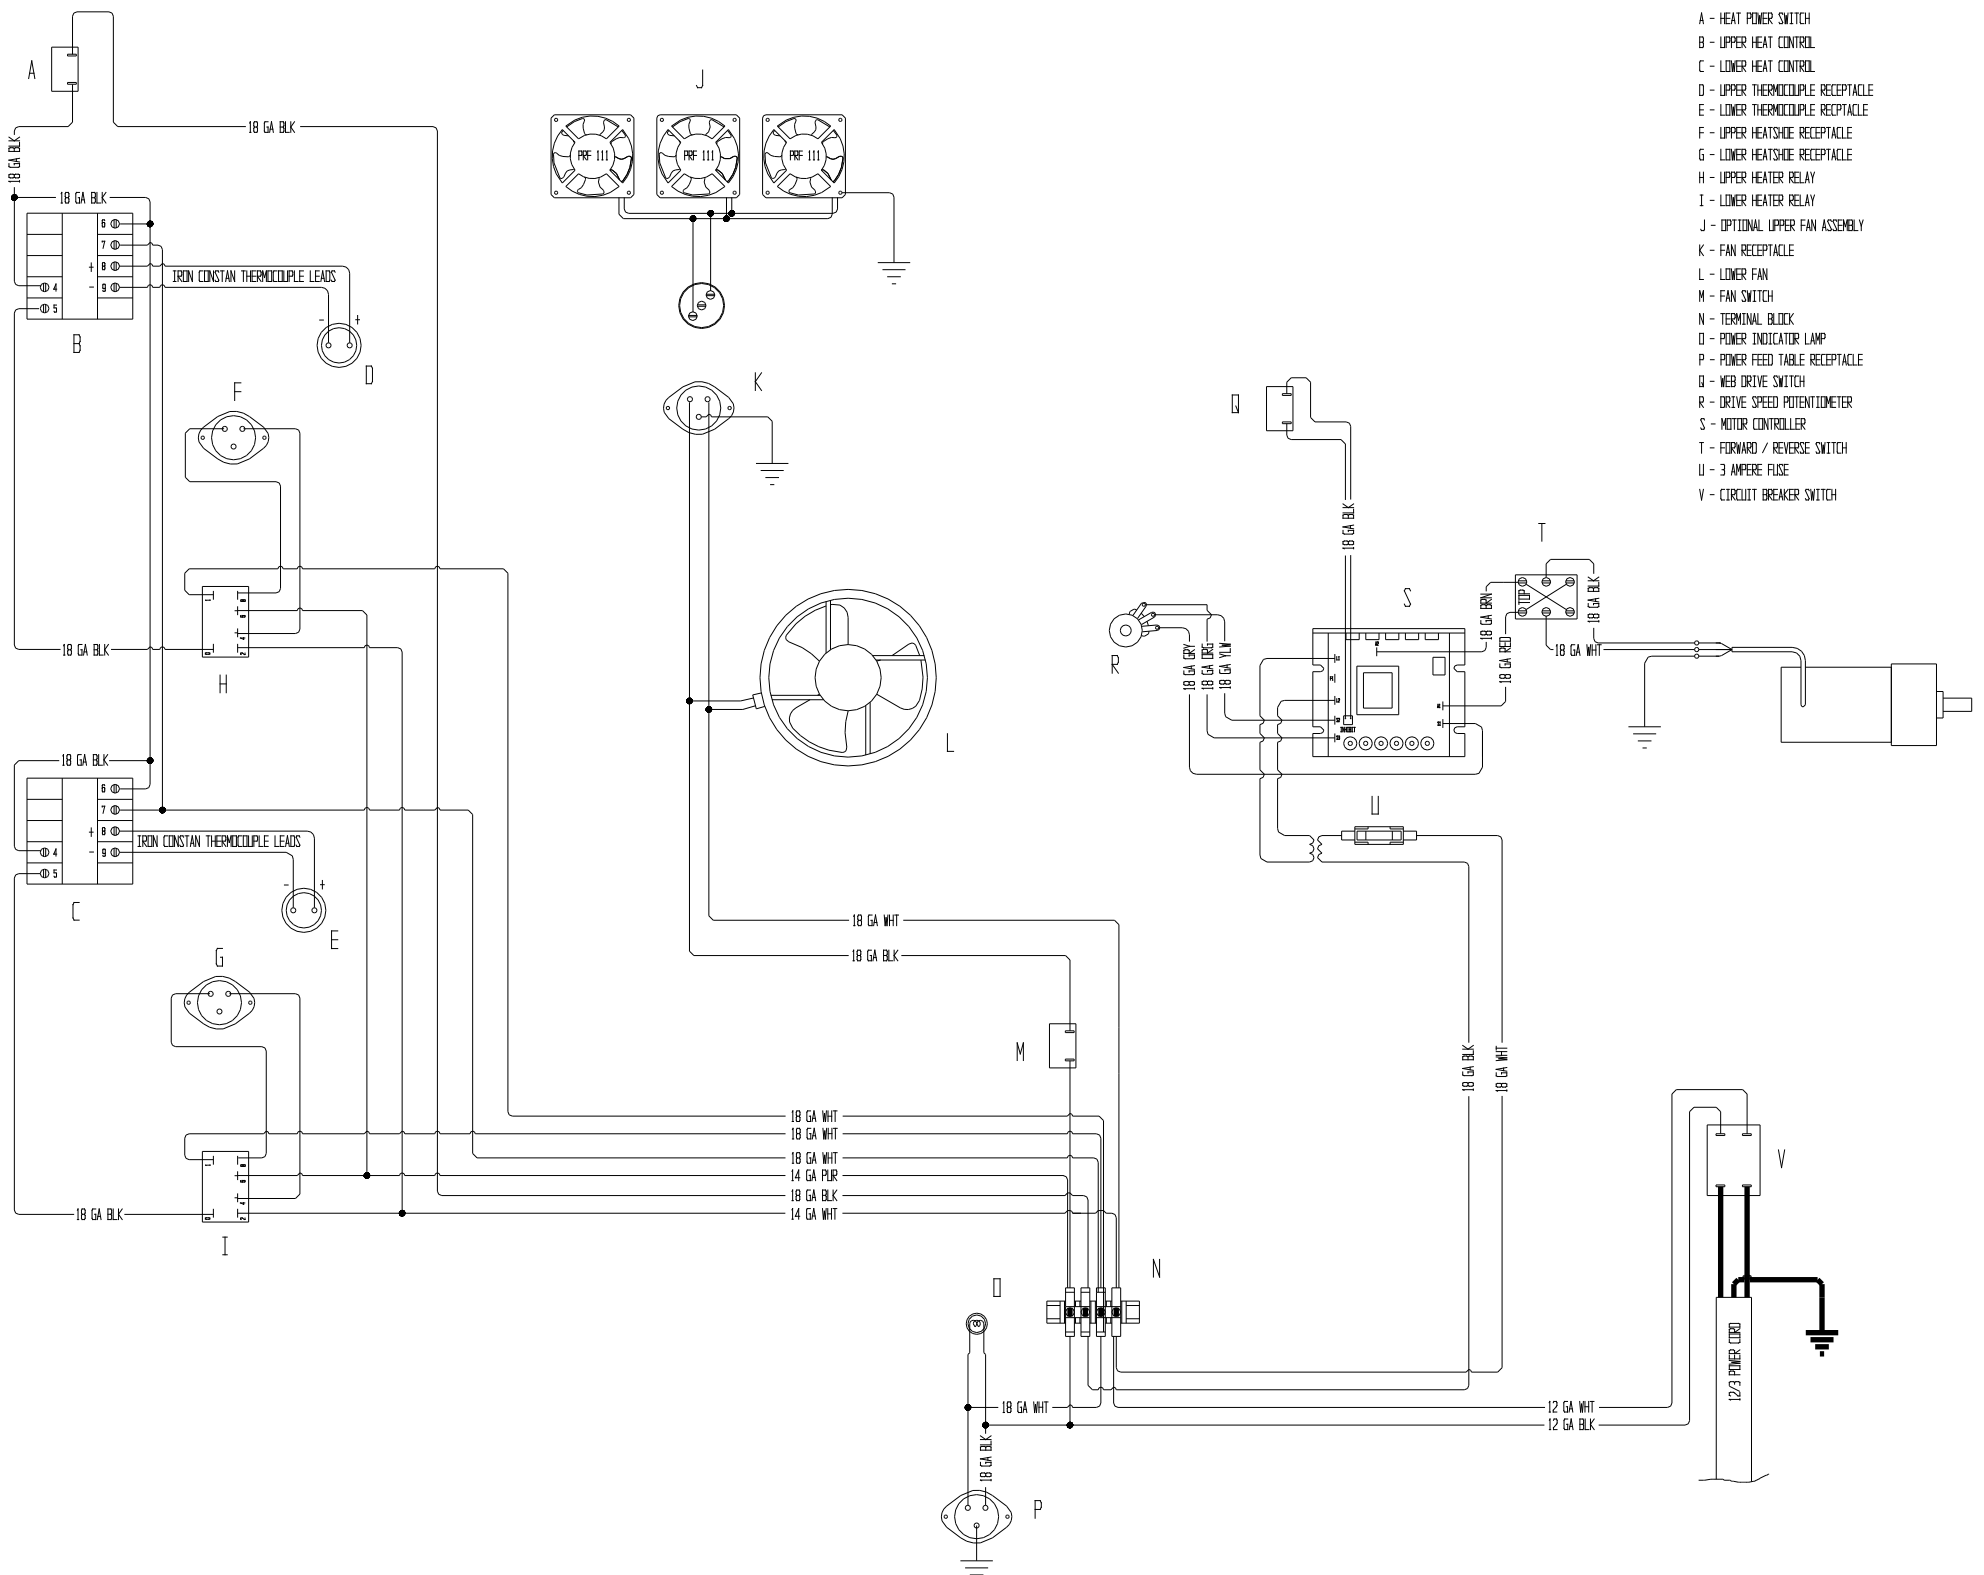 A - HEAT POWER SWITCH
B - UPPER HEAT CONTROL
C - LOWER HEAT CONTROL
D - UPPER THERMOCOUPLE RECEPTACLE
E - LOWER THERMOCOUPLE RECPTACLE
F - UPPER HEATSHOE RECEPTACLE
G - LOWER HEATSHOE RECEPTACLE
H - UPPER HEATER RELAY
I - LOWER HEATER RELAY
J - OPTIONAL UPPER FAN ASSEMBLY
K - FAN RECEPTACLE
L - LOWER FAN
M - FAN SWITCH
N - TERMINAL BLOCK
O - POWER INDICATOR LAMP
P - POWER FEED TABLE RECEPTACLE
Q - WEB DRIVE SWITCH
R - DRIVE SPEED POTENTIOMETER
S - MOTOR CONTROLLER
T - FORWARD / REVERSE SWITCH
U - 3 AMPERE FUSE
V - CIRCUIT BREAKER SWITCH
A
18 GA BLK
18 GA BLK
18 GA BLK
6
7
+ 8
- 9
4
5
IRON CONSTAN THERMOCOUPLE LEADS
- +
B
D
F
18 GA BLK
H
18 GA BLK
6
7
+ 8
- 9
4
5
IRON CONSTAN THERMOCOUPLE LEADS
- +
C
E
G
18 GA BLK
I
J
PRF 111
PRF 111
PRF 111
K
L
18 GA WHT
18 GA BLK
M
18 GA WHT
18 GA WHT
18 GA WHT
14 GA PUR
18 GA BLK
14 GA WHT
N
O
18 GA WHT
18 GA BLK
P
Q
18 GA BLK
R
18 GA GRY
18 GA ORG
18 GA YLW
S
INHIBIT
18 GA BRN
18 GA RED
T
TOP
18 GA BLK
18 GA WHT
U
18 GA BLK
18 GA WHT
12 GA WHT
12 GA BLK
V
12/3 POWER CORD